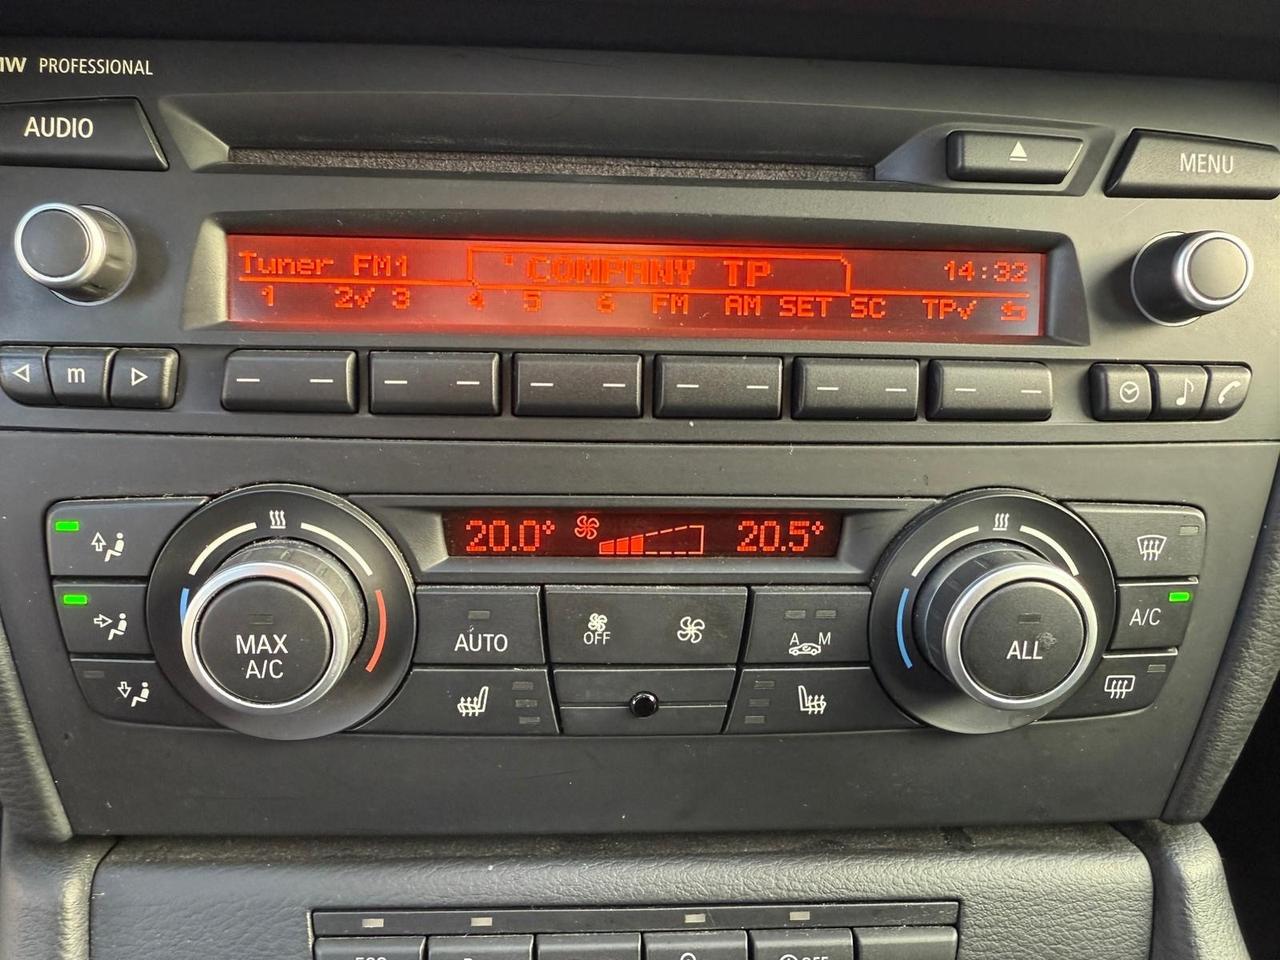 PROFESSIONAL
AUDIO
MENU
Tuner FM1 ' COMPANY TP 14:32
1 2√ 3 4 5 6 FM AM SET SC TP√
m
20.0° 20.5°
MAX
A/C
AUTO
OFF
A M
ALL
A/C
OFF